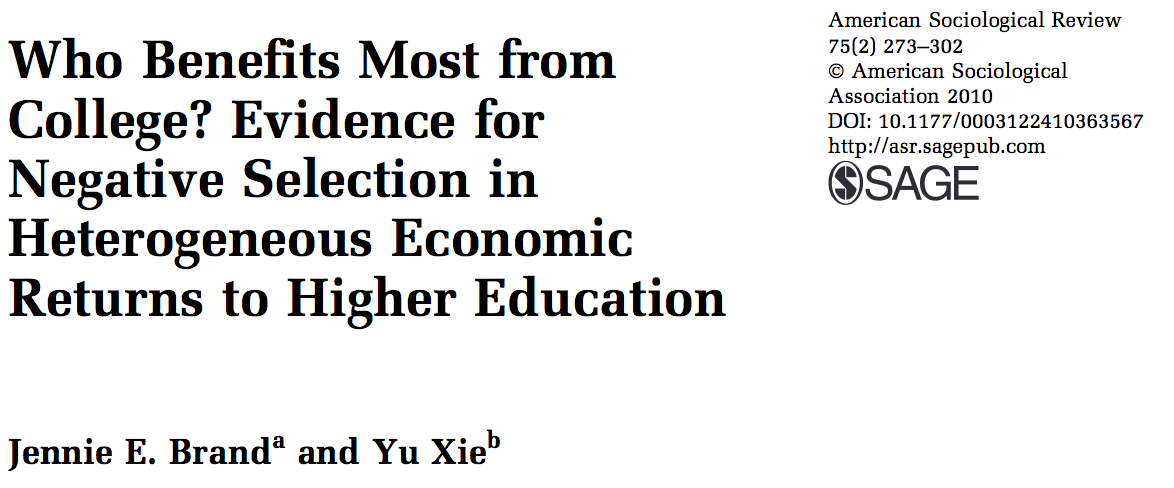 Who Benefits Most from
College? Evidence for
Negative Selection in
Heterogeneous Economic
Returns to Higher Education
Jennie E. Brandᵃ and Yu Xieᵇ
American Sociological Review
75(2) 273–302
© American Sociological
Association 2010
DOI: 10.1177/0003122410363567
http://asr.sagepub.com
SAGE